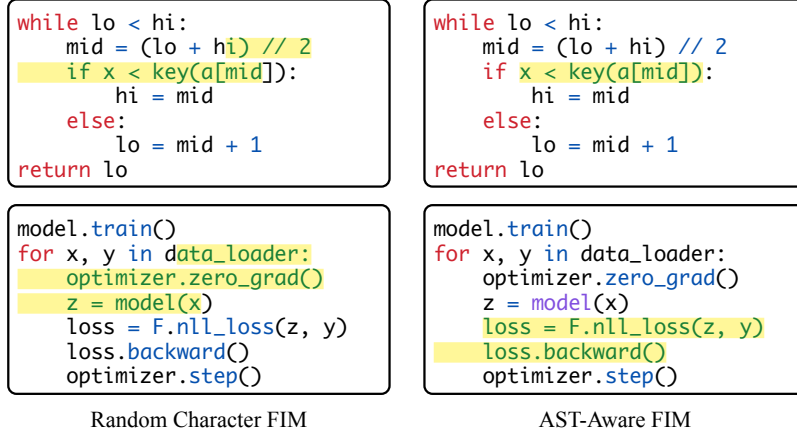 while lo < hi:
    mid = (lo + hi) // 2
    if x < key(a[mid]):
        hi = mid
    else:
        lo = mid + 1
return lo
model.train()
for x, y in data_loader:
    optimizer.zero_grad()
    z = model(x)
    loss = F.nll_loss(z, y)
    loss.backward()
    optimizer.step()
Random Character FIM
while lo < hi:
    mid = (lo + hi) // 2
    if x < key(a[mid]):
        hi = mid
    else:
        lo = mid + 1
return lo
model.train()
for x, y in data_loader:
    optimizer.zero_grad()
    z = model(x)
    loss = F.nll_loss(z, y)
    loss.backward()
    optimizer.step()
AST-Aware FIM